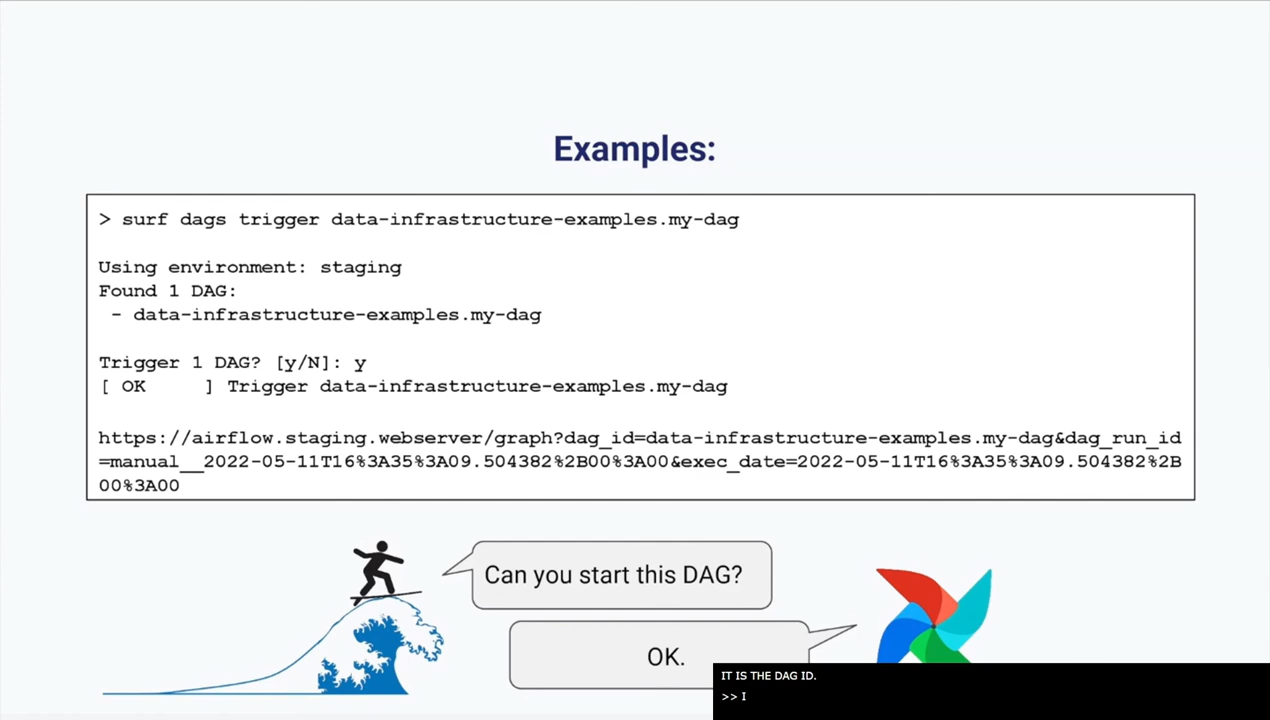 Examples:
> surf dags trigger data-infrastructure-examples.my-dag
Using environment: staging
Found 1 DAG:
- data-infrastructure-examples.my-dag
Trigger 1 DAG? [y/N]: y
[ OK     ] Trigger data-infrastructure-examples.my-dag
https://airflow.staging.webserver/graph?dag_id=data-infrastructure-examples.my-dag&dag_run_id
=manual__2022-05-11T16%3A35%3A09.504382%2B00%3A00&exec_date=2022-05-11T16%3A35%3A09.504382%2B
00%3A00
Can you start this DAG?
OK.
IT IS THE DAG ID.
>> I